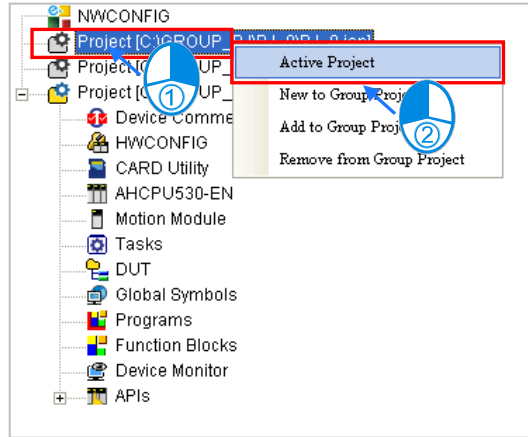 NWCONFIG
Project [C:\GROUP_
Active Project
Project [C:\GROUP_
New to Group Project
Project [C:\GROUP_
Add to Group Project
Device Comme
HWCONFIG
Remove from Group Project
CARD Utility
AHCPU530-EN
Motion Module
Tasks
DUT
Global Symbols
Programs
Function Blocks
Device Monitor
APIs
1
2